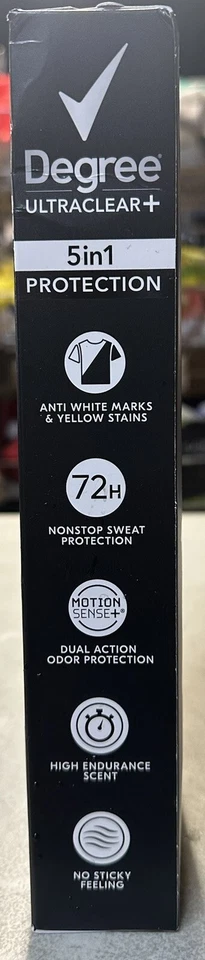 Degree®
ULTRACLEAR+
5in1
PROTECTION
ANTI WHITE MARKS
& YELLOW STAINS
72H
NONSTOP SWEAT
PROTECTION
MOTION
SENSE+®
DUAL ACTION
ODOR PROTECTION
HIGH ENDURANCE
SCENT
NO STICKY
FEELING